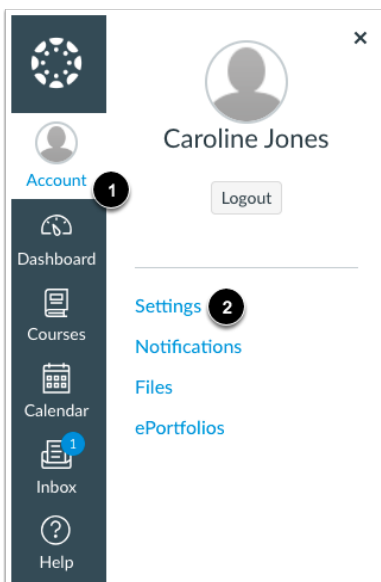 Account
1
Dashboard
Courses
Calendar
1
Inbox
Help
×
Caroline Jones
Logout
Settings 2
Notifications
Files
ePortfolios